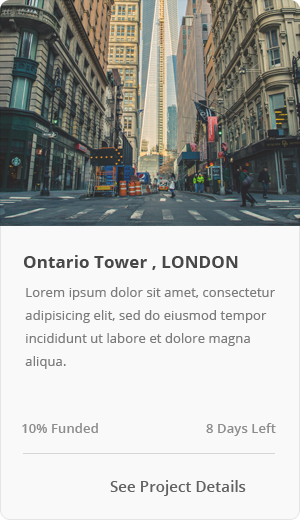 Ontario Tower , LONDON
Lorem ipsum dolor sit amet, consectetur
adipisicing elit, sed do eiusmod tempor
incididunt ut labore et dolore magna
aliqua.
10% Funded
8 Days Left
See Project Details